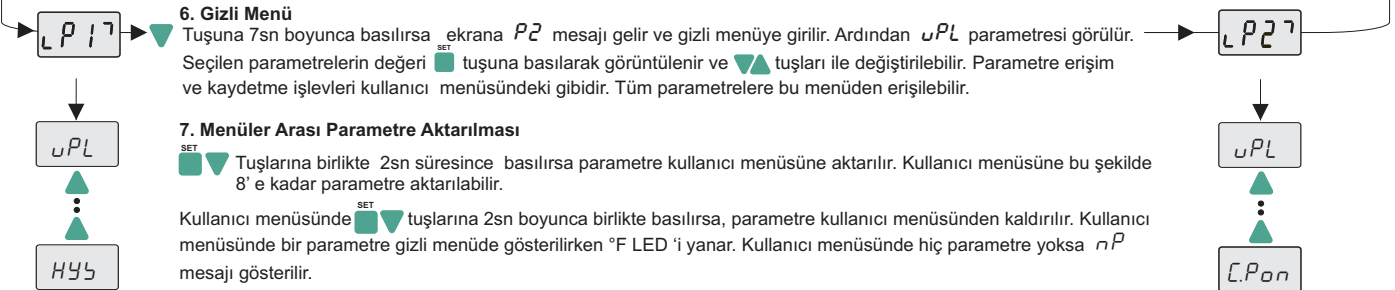 P1
6. Gizli Menü
Tuşuna 7sn boyunca basılırsa ekrana P2 mesajı gelir ve gizli menüye girilir. Ardından uPL parametresi görülür.
P2
SET
Seçilen parametrelerin değeri tuşuna basılarak görüntülenir ve tuşları ile değiştirilebilir. Parametre erişim
ve kaydetme işlevleri kullanıcı menüsündeki gibidir. Tüm parametrelere bu menüden erişilebilir.
uPL
7. Menüler Arası Parametre Aktarılması
uPL
SET
Tuşlarına birlikte 2sn süresince basılırsa parametre kullanıcı menüsüne aktarılır. Kullanıcı menüsüne bu şekilde
8' e kadar parametre aktarılabilir.
SET
Kullanıcı menüsünde tuşlarına 2sn boyunca birlikte basılırsa, parametre kullanıcı menüsünden kaldırılır. Kullanıcı
menüsünde bir parametre gizli menüde gösterilirken °F LED ‘i yanar. Kullanıcı menüsünde hiç parametre yoksa nP
mesajı gösterilir.
HYS
C.Pon